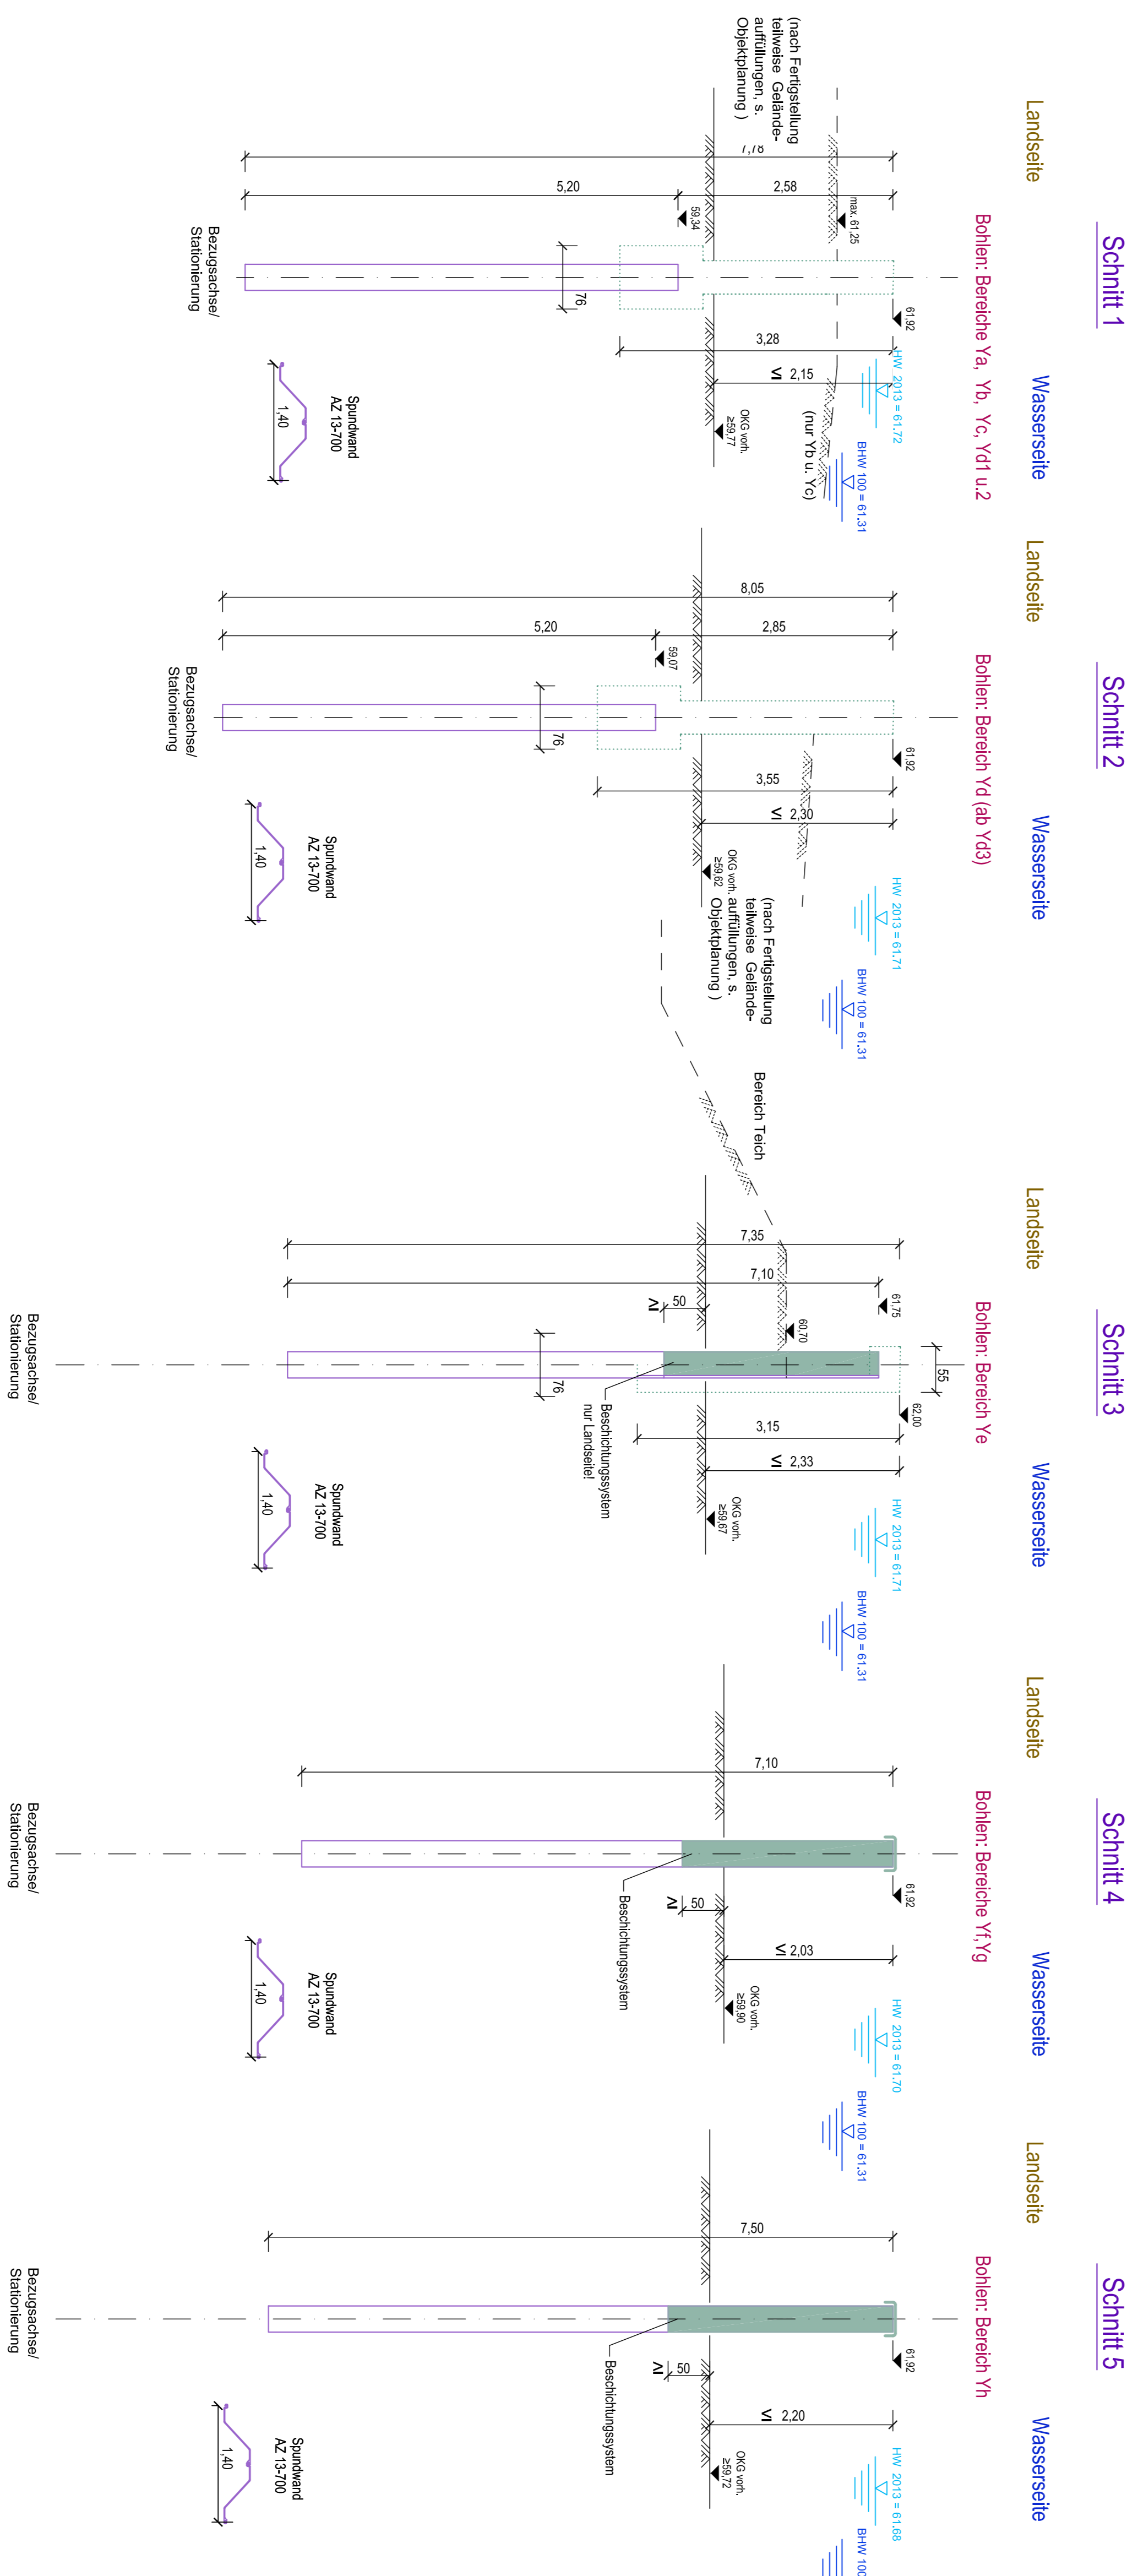 Schnitt 1
Landseite
Wasserseite
Bohlen: Bereiche Ya, Yb, Yc, Yd1 u.2
(nach Fertigstellung
teilweise Gelände-
auffüllungen, s.
Objektplanung )
7,78
2,58
5,20
max. 61,25
59,34
61,92
HW 2013 = 61.72
BHW 100 = 61.31
3,28
≤ 2,15
(nur Yb u. Yc)
OKG vorh.
≥59,77
76
Spundwand
AZ 13-700
1,40
Bezugsachse/
Stationierung
Schnitt 2
Landseite
Wasserseite
Bohlen: Bereich Yd (ab Yd3)
8,05
2,85
5,20
59,07
61,92
HW 2013 = 61.71
BHW 100 = 61.31
3,55
≤ 2,30
OKG vorh.
≥59,62
(nach Fertigstellung
teilweise Gelände-
auffüllungen, s.
Objektplanung )
76
Spundwand
AZ 13-700
1,40
Bezugsachse/
Stationierung
Schnitt 3
Landseite
Wasserseite
Bohlen: Bereich Ye
Bereich Teich
7,35
7,10
61,75
60,70
55
62,00
HW 2013 = 61.71
BHW 100 = 61.31
≥ 50
3,15
≤ 2,33
OKG vorh.
≥59,67
Beschichtungssystem
nur Landseite!
76
Spundwand
AZ 13-700
1,40
Bezugsachse/
Stationierung
Schnitt 4
Landseite
Wasserseite
Bohlen: Bereiche Yf,Yg
7,10
61,92
HW 2013 = 61.70
BHW 100 = 61.31
≥ 50
≤ 2,03
OKG vorh.
≥59,90
Beschichtungssystem
Spundwand
AZ 13-700
1,40
Bezugsachse/
Stationierung
Schnitt 5
Landseite
Wasserseite
Bohlen: Bereich Yh
7,50
61,92
HW 2013 = 61.68
BHW 100
≥ 50
≤ 2,20
OKG vorh.
≥59,72
Beschichtungssystem
Spundwand
AZ 13-700
1,40
Bezugsachse/
Stationierung